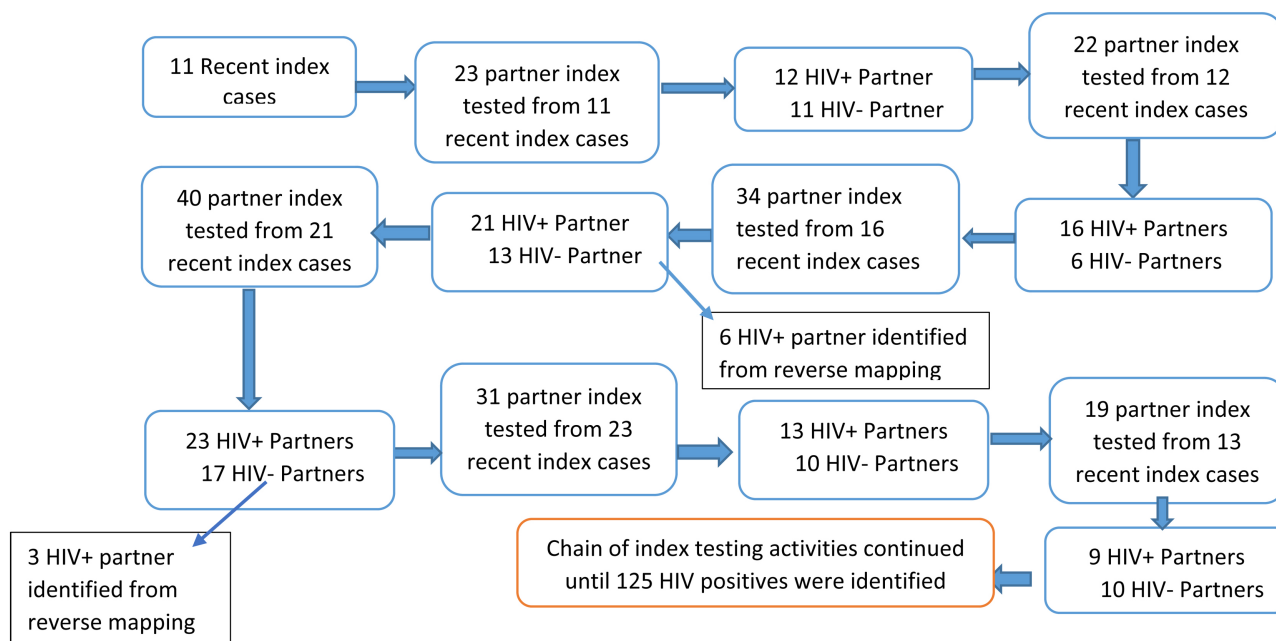 11 Recent index
cases
23 partner index
tested from 11
recent index cases
12 HIV+ Partner
11 HIV- Partner
22 partner index
tested from 12
recent index cases
16 HIV+ Partners
6 HIV- Partners
34 partner index
tested from 16
recent index cases
21 HIV+ Partner
13 HIV- Partner
6 HIV+ partner identified
from reverse mapping
40 partner index
tested from 21
recent index cases
23 HIV+ Partners
17 HIV- Partners
3 HIV+ partner
identified from
reverse mapping
31 partner index
tested from 23
recent index cases
13 HIV+ Partners
10 HIV- Partners
19 partner index
tested from 13
recent index cases
9 HIV+ Partners
10 HIV- Partners
Chain of index testing activities continued
until 125 HIV positives were identified